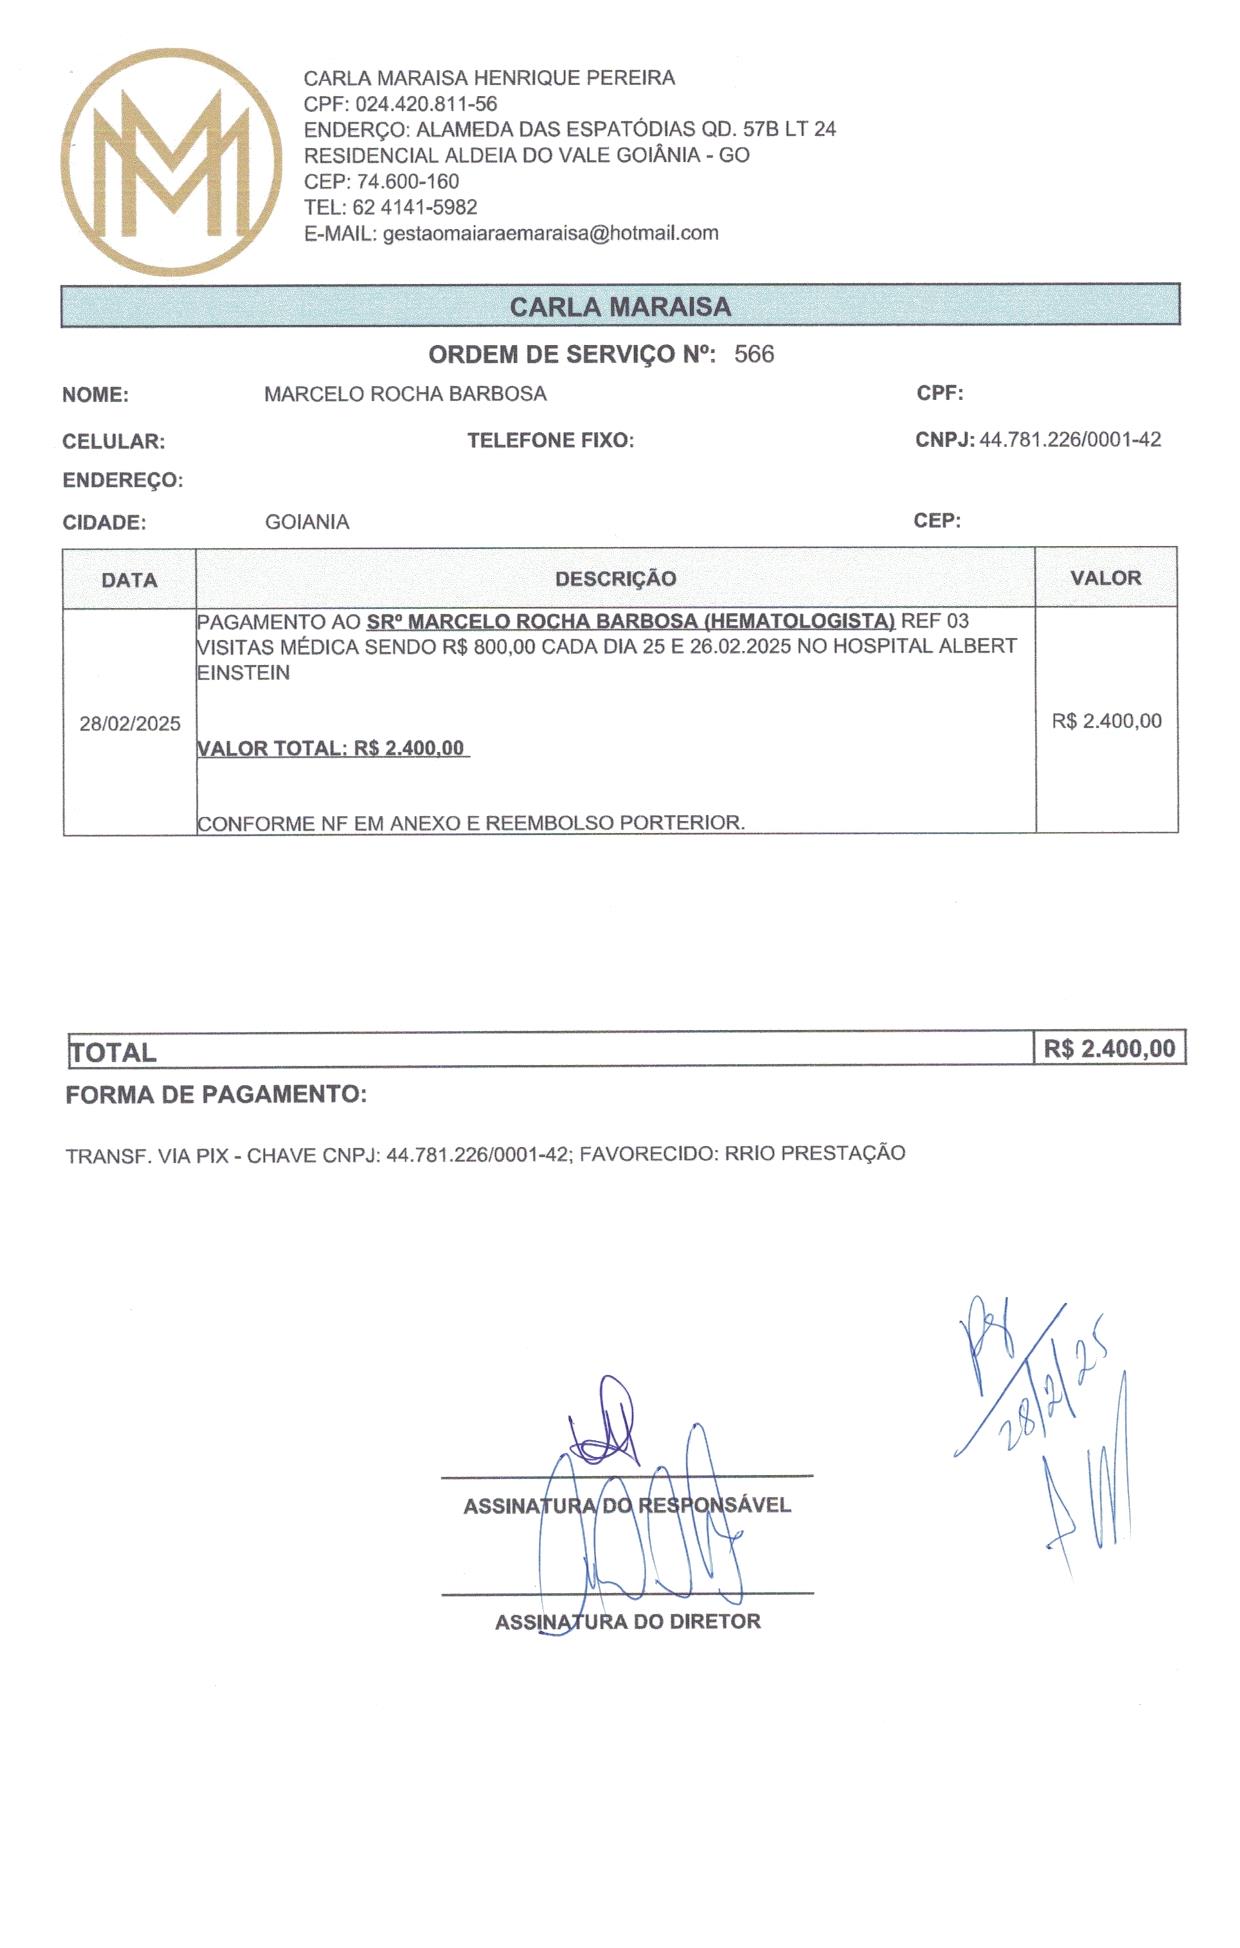 CARLA MARAISA HENRIQUE PEREIRA
CPF: 024.420.811-56
ENDERÇO: ALAMEDA DAS ESPATÓDIAS QD. 57B LT 24
RESIDENCIAL ALDEIA DO VALE GOIÂNIA - GO
CEP: 74.600-160
TEL: 62 4141-5982
E-MAIL: gestaomaiaraemaraisa@hotmail.com
CARLA MARAISA
ORDEM DE SERVIÇO Nº: 566
NOME: MARCELO ROCHA BARBOSA CPF:
CELULAR: TELEFONE FIXO: CNPJ: 44.781.226/0001-42
ENDEREÇO:
CIDADE: GOIANIA CEP:
DATA DESCRIÇÃO VALOR
PAGAMENTO AO SRº MARCELO ROCHA BARBOSA (HEMATOLOGISTA) REF 03
VISITAS MÉDICA SENDO R$ 800,00 CADA DIA 25 E 26.02.2025 NO HOSPITAL ALBERT
EINSTEIN
28/02/2025 R$ 2.400,00
VALOR TOTAL: R$ 2.400,00
CONFORME NF EM ANEXO E REEMBOLSO PORTERIOR.
TOTAL R$ 2.400,00
FORMA DE PAGAMENTO:
TRANSF. VIA PIX - CHAVE CNPJ: 44.781.226/0001-42; FAVORECIDO: RRIO PRESTAÇÃO
28/2/25
ASSINATURA DO RESPONSÁVEL
ASSINATURA DO DIRETOR